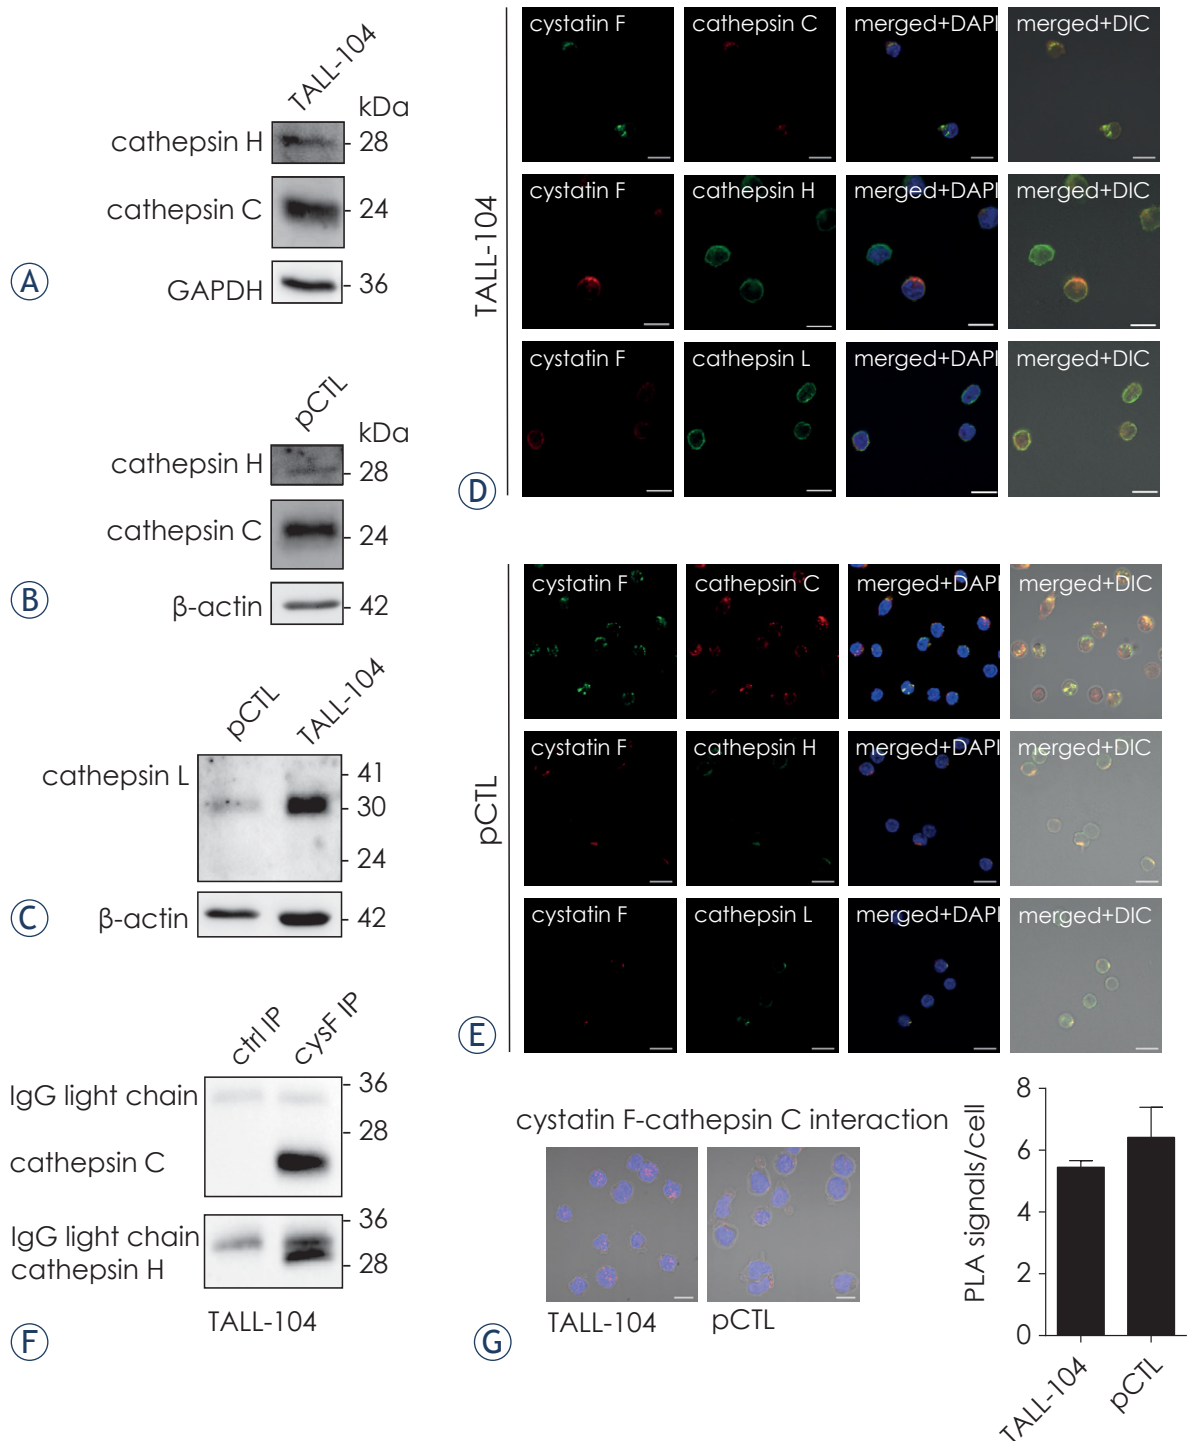 TALL-104
kDa
cathepsin H
28
cathepsin C
24
GAPDH
36
A
pCTL
kDa
cathepsin H
28
cathepsin C
24
β-actin
42
B
pCTL
TALL-104
cathepsin L
41
30
24
β-actin
42
C
ctrl IP
cysF IP
IgG light chain
36
28
cathepsin C
IgG light chain
36
cathepsin H
28
TALL-104
F
TALL-104
cystatin F
cathepsin C
merged+DAPI
merged+DIC
cystatin F
cathepsin H
merged+DAPI
merged+DIC
cystatin F
cathepsin L
merged+DAPI
merged+DIC
D
pCTL
cystatin F
cathepsin C
merged+DAPI
merged+DIC
cystatin F
cathepsin H
merged+DAPI
merged+DIC
cystatin F
cathepsin L
merged+DAPI
merged+DIC
E
cystatin F-cathepsin C interaction
TALL-104
pCTL
G
PLA signals/cell
8
6
4
2
0
TALL-104
pCTL